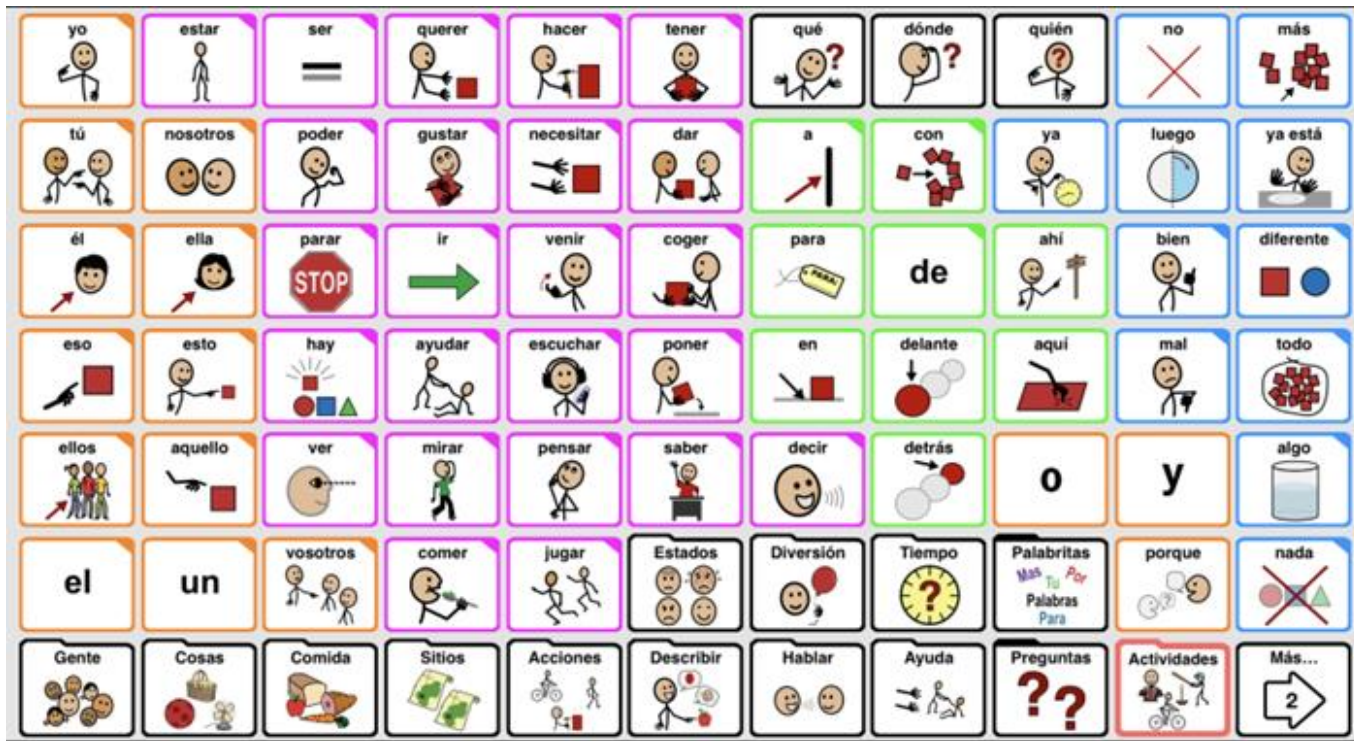 yo estar ser querer hacer tener qué dónde quién no más
tú nosotros poder gustar necesitar dar a con ya luego ya está
él ella parar ir venir coger para de ahí bien diferente
STOP PARA:
eso esto hay ayudar escuchar poner en delante aquí mal todo
ellos aquello ver mirar pensar saber decir detrás o y algo
el un vosotros comer jugar Estados Diversión Tiempo Palabritas porque nada
Mas Tu Por
Palabras
Para
Gente Cosas Comida Sitios Acciones Describir Hablar Ayuda Preguntas Actividades Más...
2